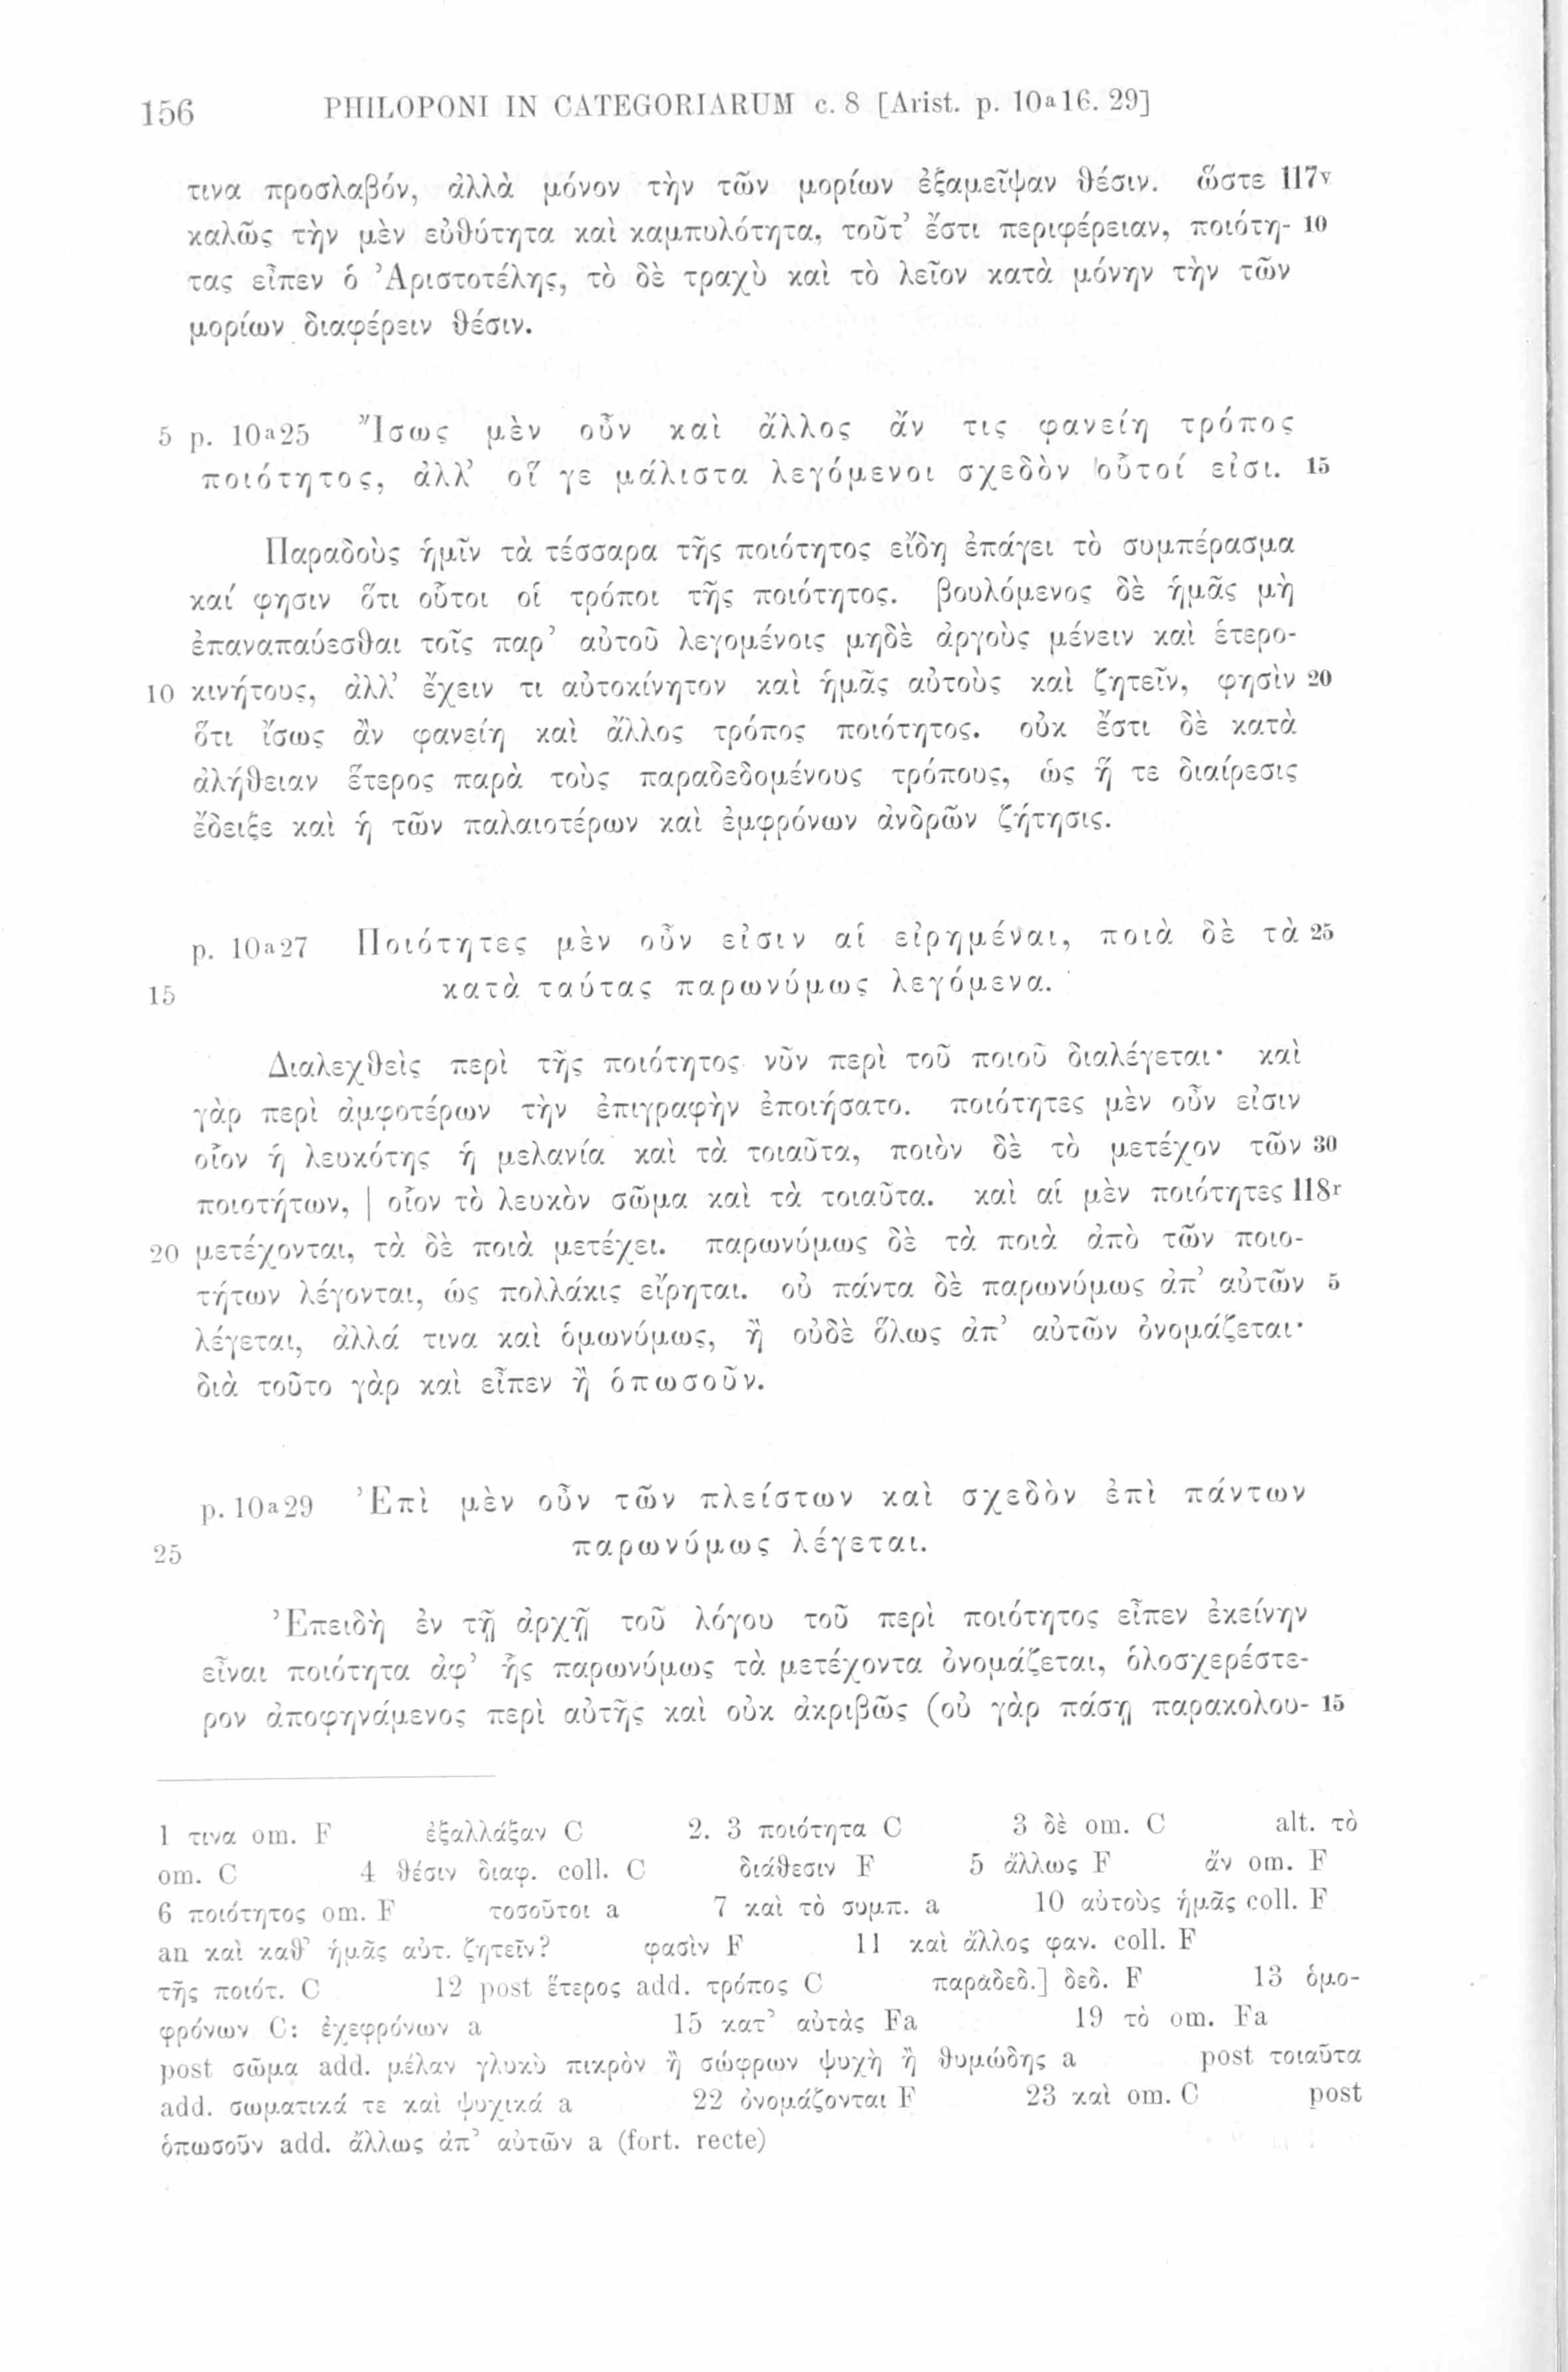 156 PHILOPONI IN CATEGORIARUM c. 8 [Arist. p. 10a16. 29]
τινα προσλαβόν, ἀλλὰ μόνον τὴν τῶν μορίων ἐξαμεῖψαν θέσιν. ὥστε 117v
καλῶς τὴν μὲν εὐθύτητα καὶ καμπυλότητα, τοῦτ’ ἔστι περιφέρειαν, ποιότη- 10
τας εἶπεν ὁ Ἀριστοτέλης, τὸ δὲ τραχὺ καὶ τὸ λεῖον κατὰ μόνην τὴν τῶν
μορίων διαφέρειν θέσιν.
5 p. 10a25 Ἴσως μὲν οὖν καὶ ἄλλος ἄν τις φανείη τρόπος
ποιότητος, ἀλλ’ οἵ γε μάλιστα λεγόμενοι σχεδὸν οὗτοί εἰσι. 15
Παραδοὺς ἡμῖν τὰ τέσσαρα τῆς ποιότητος εἴδη ἐπάγει τὸ συμπέρασμα
καί φησιν ὅτι οὗτοι οἱ τρόποι τῆς ποιότητος. βουλόμενος δὲ ἡμᾶς μὴ
ἐπαναπαύεσθαι τοῖς παρ’ αὐτοῦ λεγομένοις μηδὲ ἀργοὺς μένειν καὶ ἑτερο-
10 κινήτους, ἀλλ’ ἔχειν τι αὐτοκίνητον καὶ ἡμᾶς αὐτοὺς καὶ ζητεῖν, φησὶν 20
ὅτι ἴσως ἂν φανείη καὶ ἄλλος τρόπος ποιότητος. οὐκ ἔστι δὲ κατὰ
ἀλήθειαν ἕτερος παρὰ τοὺς παραδεδομένους τρόπους, ὡς ἥ τε διαίρεσις
ἔδειξε καὶ ἡ τῶν παλαιοτέρων καὶ ἐμφρόνων ἀνδρῶν ζήτησις.
p. 10a27 Ποιότητες μὲν οὖν εἰσιν αἱ εἰρημέναι, ποιὰ δὲ τὰ 25
15 κατὰ ταύτας παρωνύμως λεγόμενα.
Διαλεχθεὶς περὶ τῆς ποιότητος νῦν περὶ τοῦ ποιοῦ διαλέγεται· καὶ
γὰρ περὶ ἀμφοτέρων τὴν ἐπιγραφὴν ἐποιήσατο. ποιότητες μὲν οὖν εἰσιν
οἷον ἡ λευκότης ἡ μελανία καὶ τὰ τοιαῦτα, ποιὸν δὲ τὸ μετέχον τῶν 30
ποιοτήτων, | οἷον τὸ λευκὸν σῶμα καὶ τὰ τοιαῦτα. καὶ αἱ μὲν ποιότητες 118r
20 μετέχονται, τὰ δὲ ποιὰ μετέχει. παρωνύμως δὲ τὰ ποιὰ ἀπὸ τῶν ποιο-
τήτων λέγονται, ὡς πολλάκις εἴρηται. οὐ πάντα δὲ παρωνύμως ἀπ’ αὐτῶν 5
λέγεται, ἀλλά τινα καὶ ὁμωνύμως, ἢ οὐδὲ ὅλως ἀπ’ αὐτῶν ὀνομάζεται·
διὰ τοῦτο γὰρ καὶ εἶπεν ἢ ὁπωσοῦν.
p. 10a29 Ἐπὶ μὲν οὖν τῶν πλείστων καὶ σχεδὸν ἐπὶ πάντων
25 παρωνύμως λέγεται.
Ἐπειδὴ ἐν τῇ ἀρχῇ τοῦ λόγου τοῦ περὶ ποιότητος εἶπεν ἐκείνην
εἶναι ποιότητα ἀφ’ ἧς παρωνύμως τὰ μετέχοντα ὀνομάζεται, ὁλοσχερέστε-
ρον ἀποφηνάμενος περὶ αὐτῆς καὶ οὐκ ἀκριβῶς (οὐ γὰρ πάσῃ παρακολου- 15
1 τινα om. F ἐξαλλάξαν C 2. 3 ποιότητα C 3 δὲ om. C alt. τὸ
om. C 4 θέσιν διαφ. coll. C διάθεσιν F 5 ἄλλως F ἄν om. F
6 ποιότητος om. F τοσοῦτοι a 7 καὶ τὸ συμπ. a 10 αὐτοὺς ἡμᾶς coll. F
an καὶ καθ’ ἡμᾶς αὐτ. ζητεῖν? φασὶν F 11 καὶ ἄλλος φαν. coll. F
τῆς ποιότ. C 12 post ἕτερος add. τρόπος C παραδεδ.] δεδ. F 13 ὁμο-
φρόνων C: ἐχεφρόνων a 15 κατ’ αὐτὰς Fa 19 τὸ om. Fa
post σῶμα add. μέλαν γλυκὺ πικρὸν ἢ σώφρων ψυχὴ ἢ θυμώδης a post τοιαῦτα
add. σωματικά τε καὶ ψυχικά a 22 ὀνομάζονται F 23 καὶ om. C post
ὁπωσοῦν add. ἄλλως ἀπ’ αὐτῶν a (fort. recte)